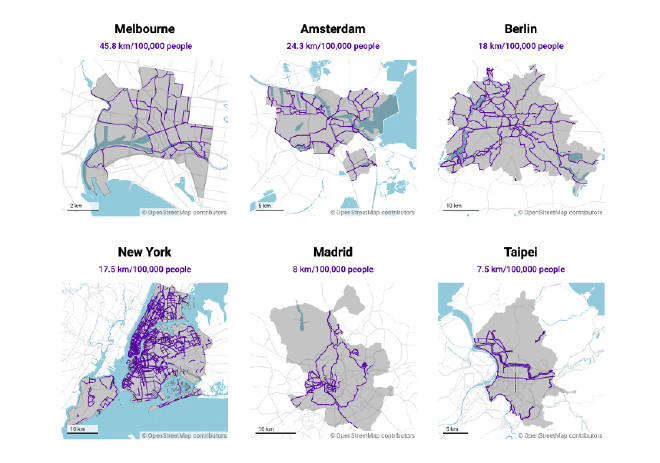 Melbourne
45.8 km/100,000 people
Amsterdam
24.3 km/100,000 people
Berlin
18 km/100,000 people
2 km
© OpenStreetMap contributors
5 km
© OpenStreetMap contributors
10 km
© OpenStreetMap contributors
New York
17.5 km/100,000 people
Madrid
8 km/100,000 people
Taipei
7.5 km/100,000 people
10 km
© OpenStreetMap contributors
10 km
© OpenStreetMap contributors
5 km
© OpenStreetMap contributors